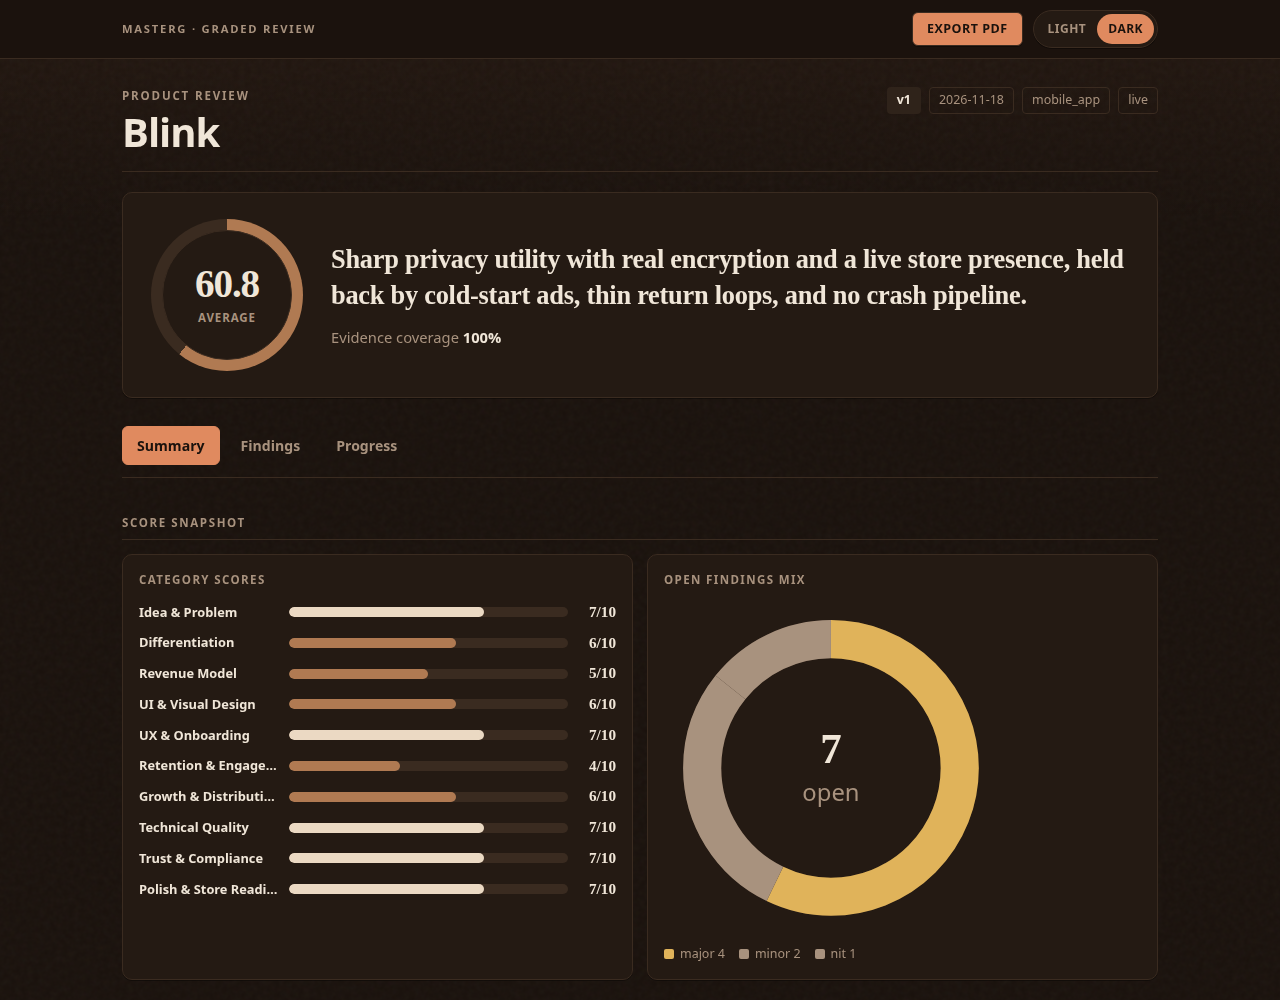 MASTERG · GRADED REVIEW
EXPORT PDF
LIGHT
DARK
PRODUCT REVIEW
Blink
v1
2026-11-18
mobile_app
live
60.8
AVERAGE
Sharp privacy utility with real encryption and a live store presence, held
back by cold-start ads, thin return loops, and no crash pipeline.
Evidence coverage 100%
Summary
Findings
Progress
SCORE SNAPSHOT
CATEGORY SCORES
Idea & Problem 7/10
Differentiation 6/10
Revenue Model 5/10
UI & Visual Design 6/10
UX & Onboarding 7/10
Retention & Engage... 4/10
Growth & Distributi... 6/10
Technical Quality 7/10
Trust & Compliance 7/10
Polish & Store Readi... 7/10
OPEN FINDINGS MIX
7
open
major 4
minor 2
nit 1